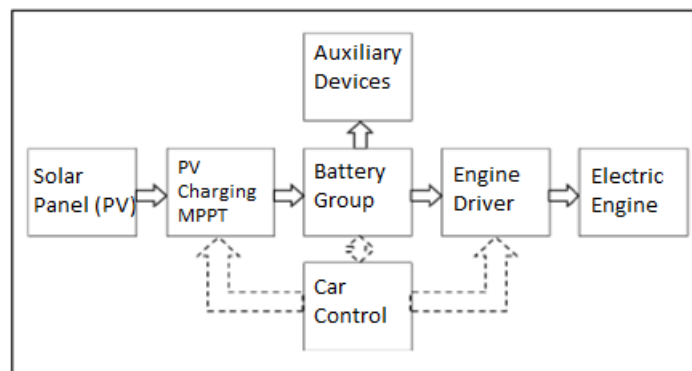 Auxiliary
Devices
Solar
Panel (PV)
PV
Charging
MPPT
Battery
Group
Engine
Driver
Electric
Engine
Car
Control